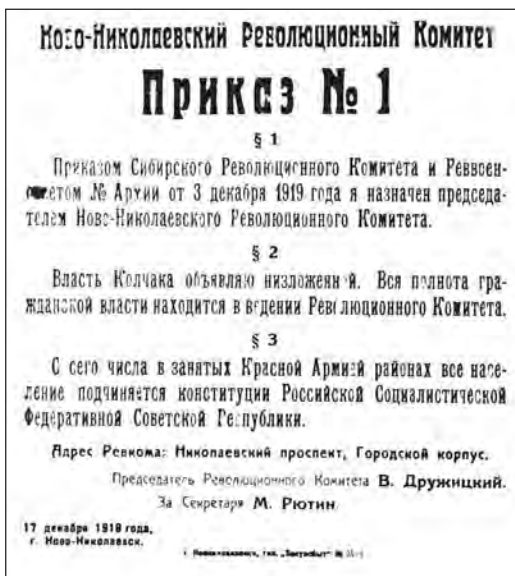 Ново-Николаевский Революционный Комитет
Приказ № 1
§ 1
Приказом Сибирского Революционного Комитета и Реввоен-
советом № Армии от 3 декабря 1919 года я назначен председа-
телем Ново-Николаевского Революционного Комитета.
§ 2
Власть Колчака объявляю низложенной. Вся полнота гра-
жданской власти находится в ведении Революционного Комитета.
§ 3
С сего числа в занятых Красной Армией районах все насе-
ление подчиняется конституции Российской Социалистической
Федеративной Советской Республики.
Адрес Ревкома: Николаевский проспект, Городской корпус.
Председатель Революционного Комитета В. Дружицкий.
За Секретаря М. Рютин
17 декабря 1919 года,
г. Ново-Николаевск.